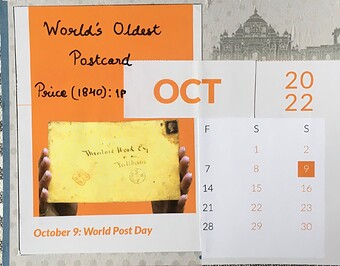 World's Oldest
Postcard
Price (1840): 1P
October 9: World Post Day
OCT
20
22
F S S
1 2
7 8 9
14 15 16
21 22 23
28 29 30